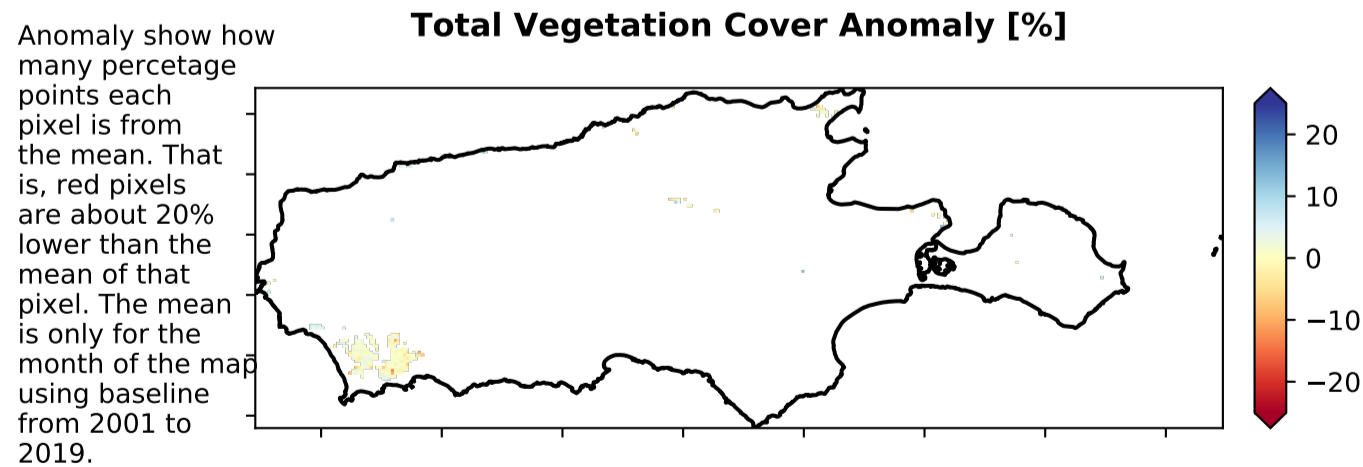 Total Vegetation Cover Anomaly [%]
Anomaly show how
many percetage
points each
pixel is from
the mean. That
is, red pixels
are about 20%
lower than the
mean of that
pixel. The mean
is only for the
month of the map
using baseline
from 2001 to
2019.
20
10
0
−10
−20